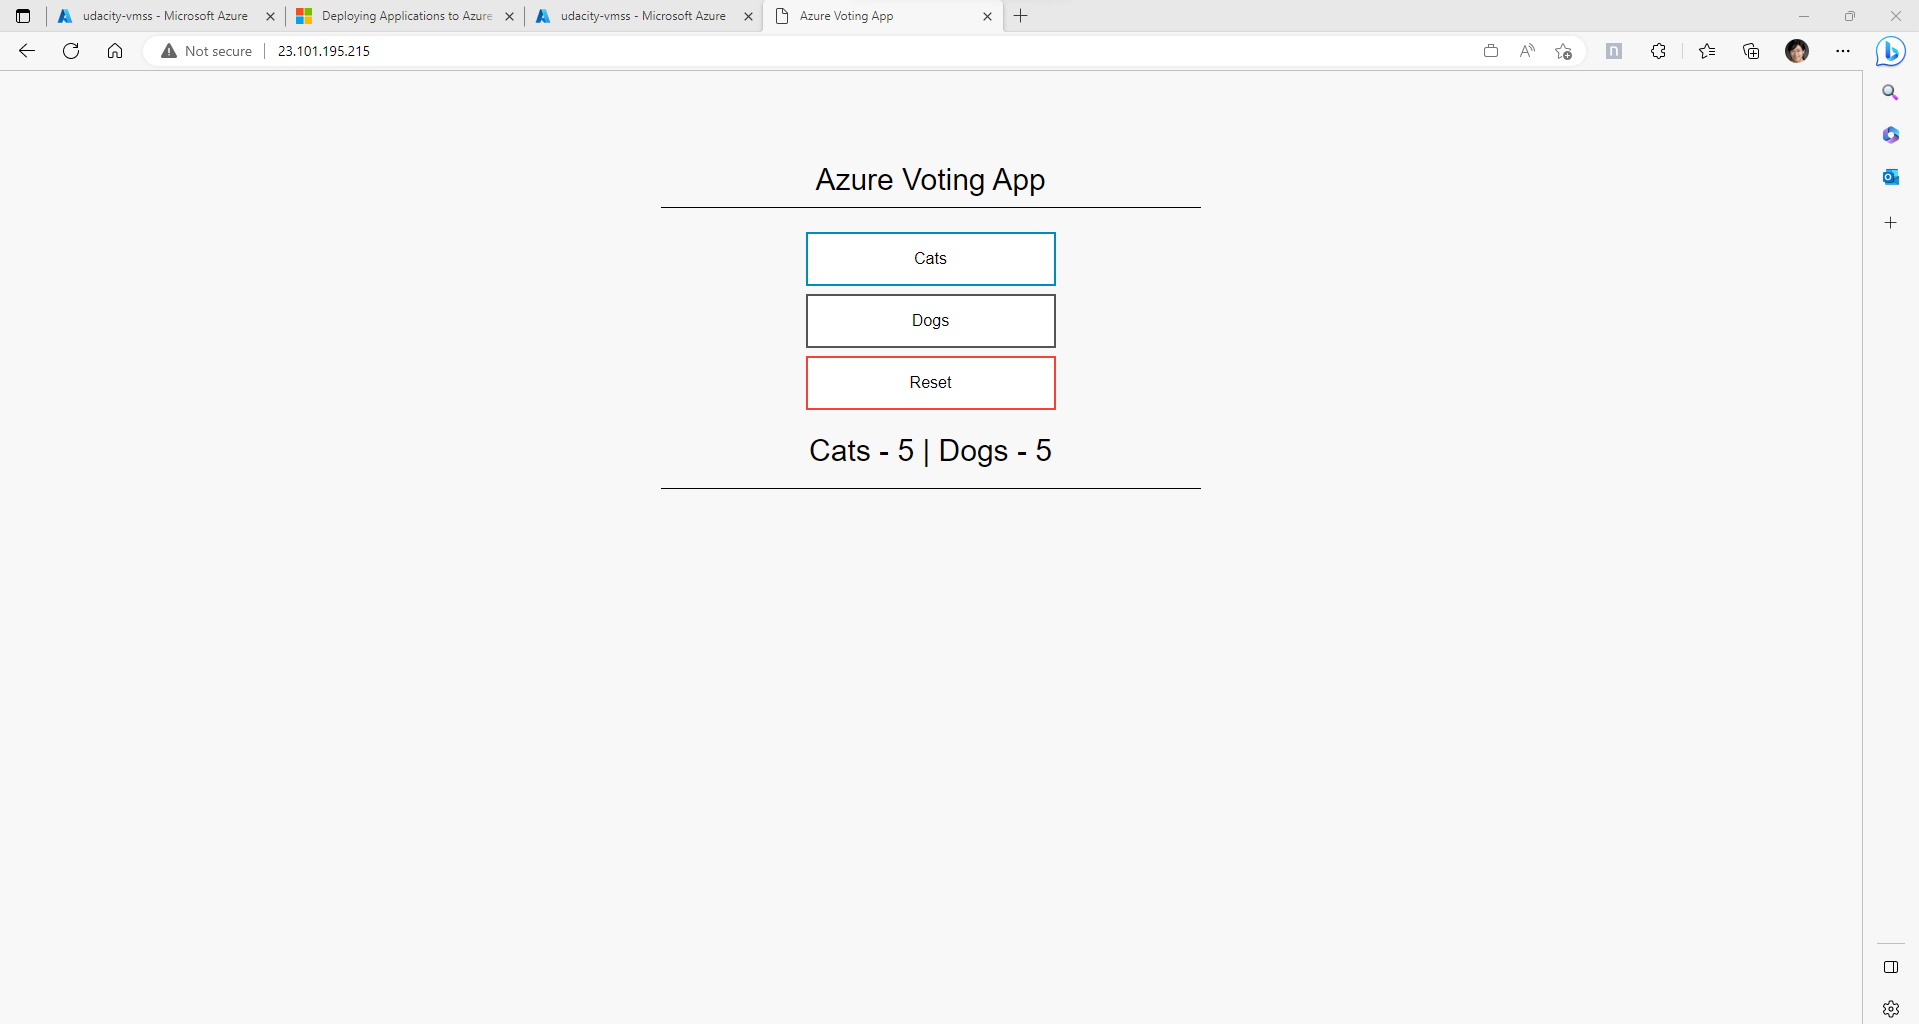 udacity-vmss - Microsoft Azure
Deploying Applications to Azure
udacity-vmss - Microsoft Azure
Azure Voting App
Not secure
23.101.195.215
Azure Voting App
Cats
Dogs
Reset
Cats - 5 | Dogs - 5